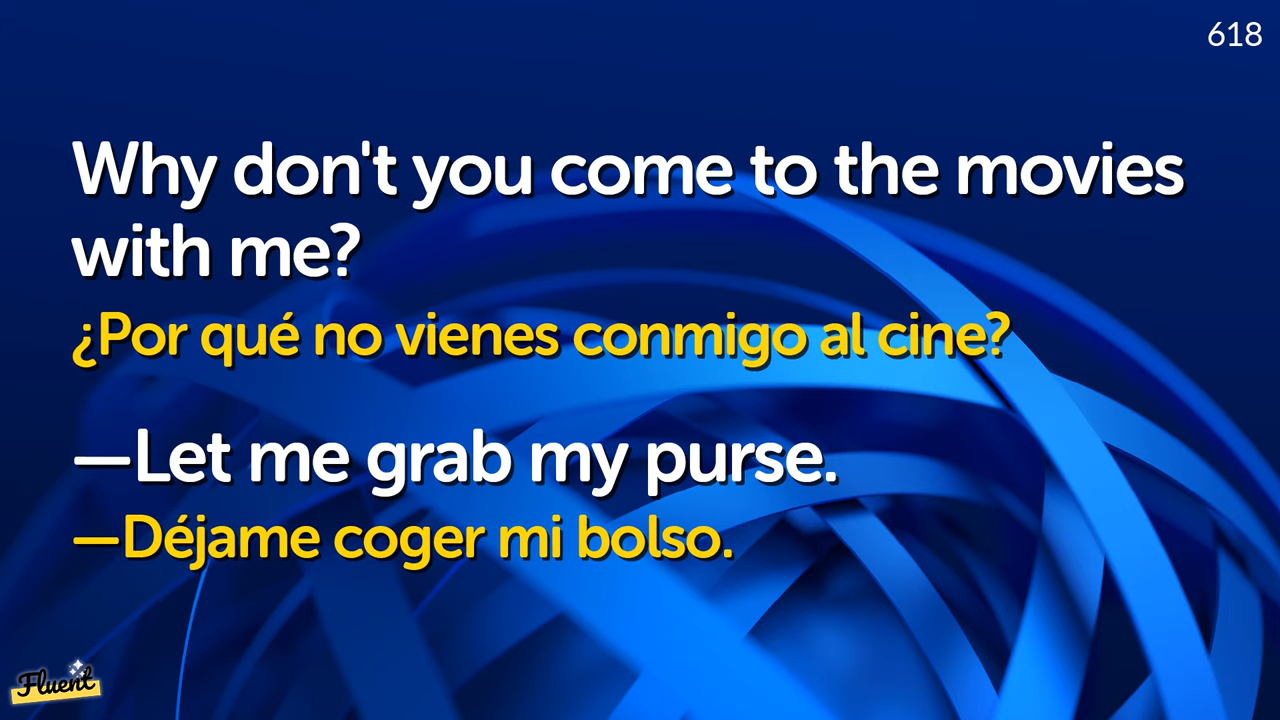 618
Why don't you come to the movies
with me?
¿Por qué no vienes conmigo al cine?
—Let me grab my purse.
—Déjame coger mi bolso.
Fluent